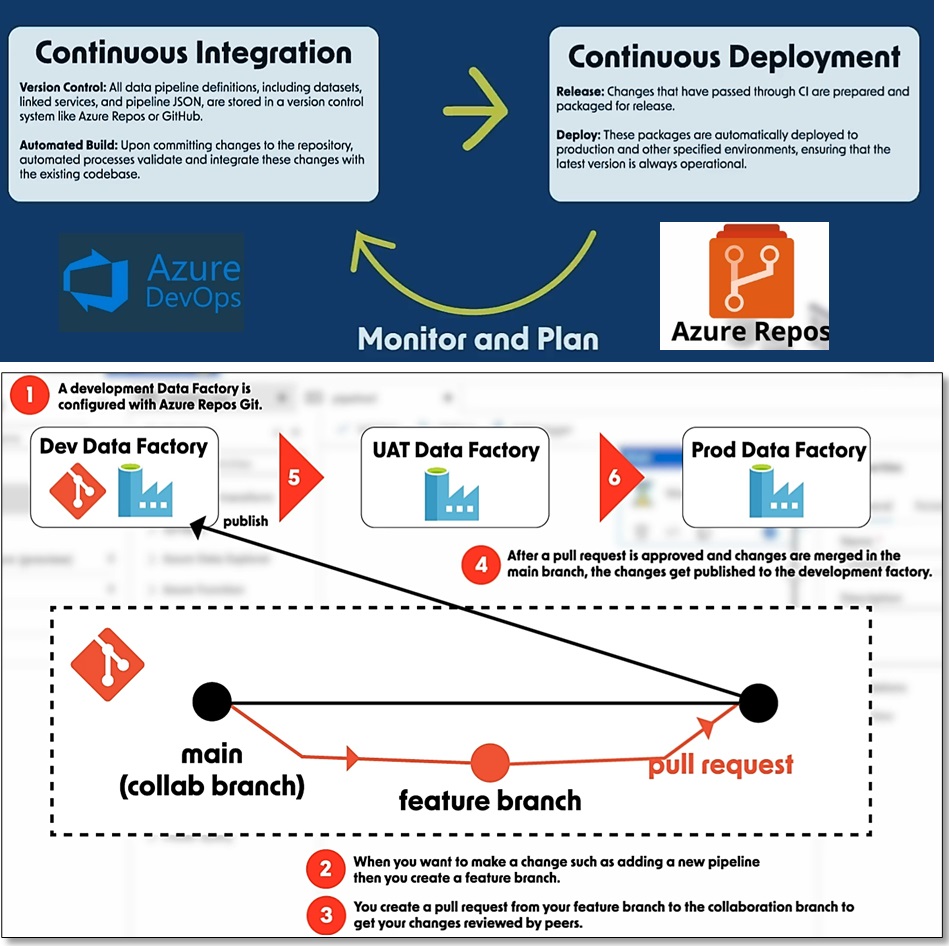 Continuous Integration
Version Control: All data pipeline definitions, including datasets,
linked services, and pipeline JSON, are stored in a version control
system like Azure Repos or GitHub.
Automated Build: Upon committing changes to the repository,
automated processes validate and integrate these changes with
the existing codebase.
Continuous Deployment
Release: Changes that have passed through CI are prepared and
packaged for release.
Deploy: These packages are automatically deployed to
production and other specified environments, ensuring that the
latest version is always operational.
Azure
DevOps
Monitor and Plan
Azure Repos
1
A development Data Factory is
configured with Azure Repos Git.
Dev Data Factory
5
UAT Data Factory
6
Prod Data Factory
publish
4
After a pull request is approved and changes are merged in the
main branch, the changes get published to the development factory.
main
(collab branch)
feature branch
pull request
2
When you want to make a change such as adding a new pipeline
then you create a feature branch.
3
You create a pull request from your feature branch to the collaboration branch to
get your changes reviewed by peers.